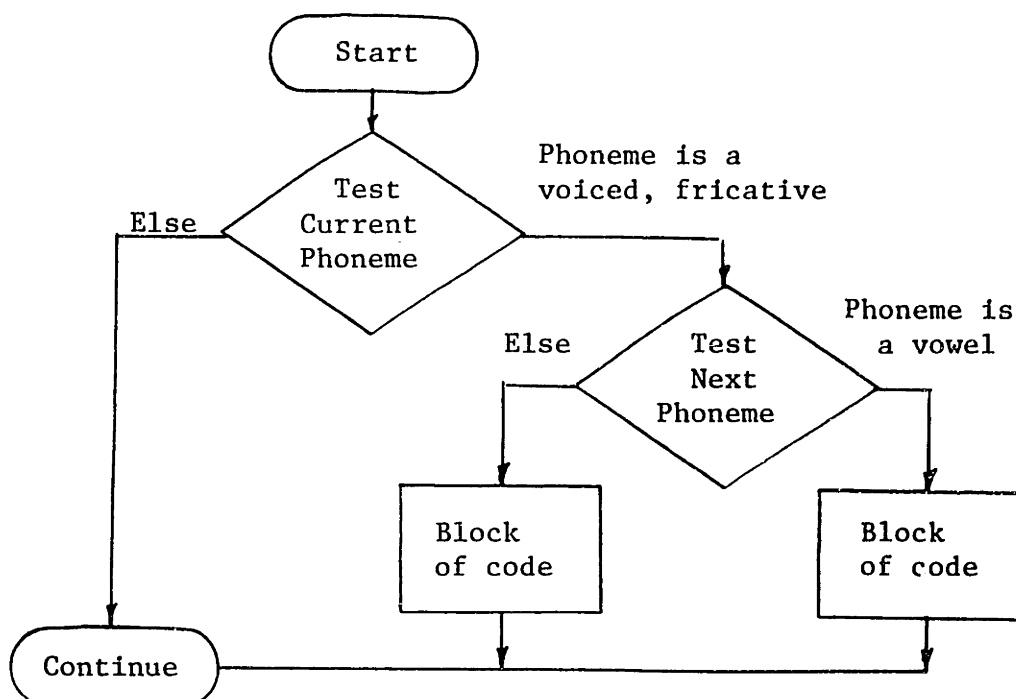 Start
Phoneme is a
voiced, fricative
Test
Current
Phoneme
Else
Phoneme is
a vowel
Else
Test
Next
Phoneme
Block
of code
Block
of code
Continue